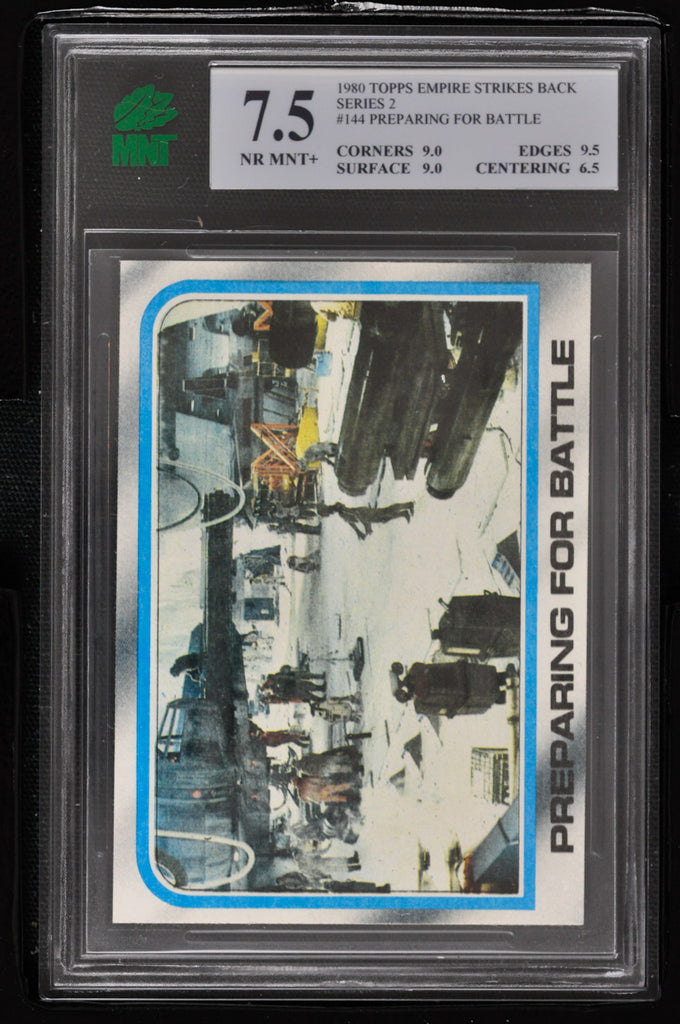 MNT
7.5
NR MNT+
1980 TOPPS EMPIRE STRIKES BACK
SERIES 2
#144 PREPARING FOR BATTLE
CORNERS 9.0 EDGES 9.5
SURFACE 9.0 CENTERING 6.5
PREPARING FOR BATTLE